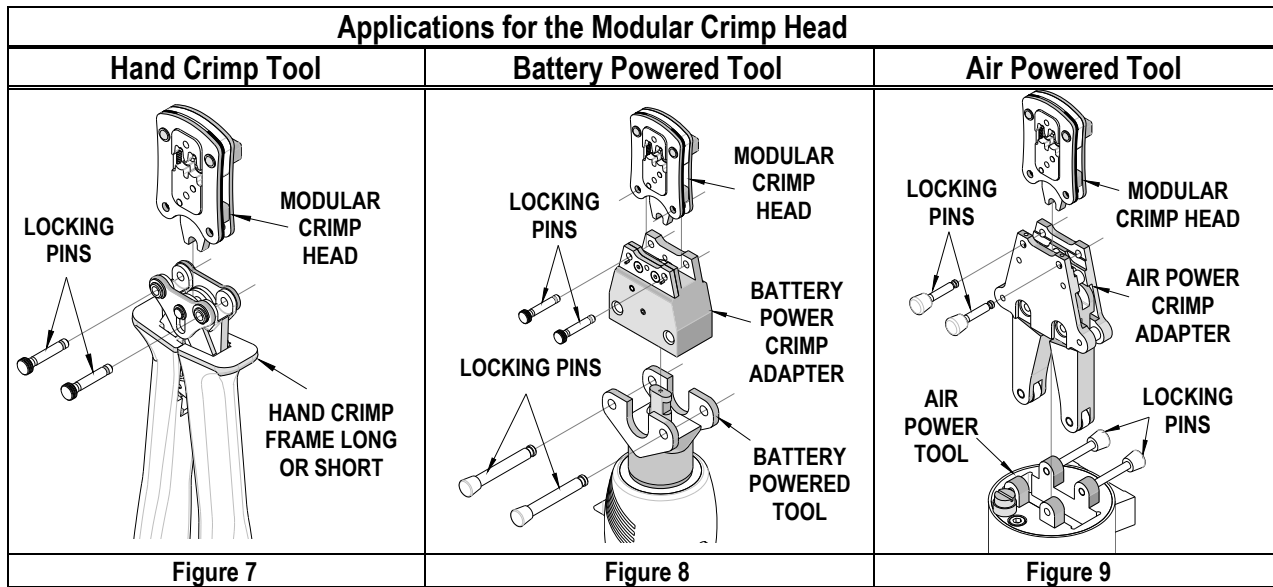 Applications for the Modular Crimp Head
Hand Crimp Tool
Battery Powered Tool
Air Powered Tool
LOCKING
PINS
MODULAR
CRIMP
HEAD
HAND CRIMP
FRAME LONG
OR SHORT
MODULAR
CRIMP
HEAD
LOCKING
PINS
BATTERY
POWER
CRIMP
ADAPTER
LOCKING PINS
BATTERY
POWERED
TOOL
LOCKING
PINS
MODULAR
CRIMP HEAD
AIR POWER
CRIMP
ADAPTER
AIR
POWER
TOOL
LOCKING
PINS
Figure 7
Figure 8
Figure 9